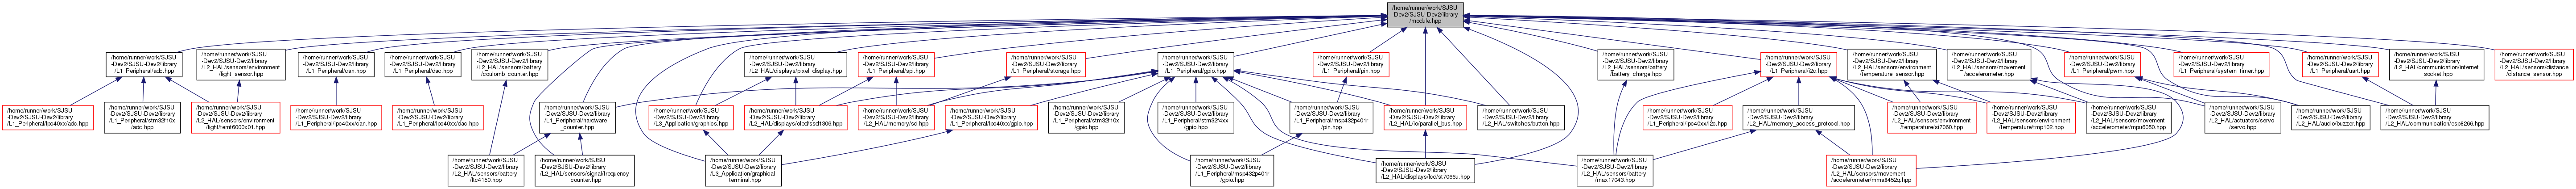 /home/runner/work/SJSU
-Dev2/SJSU-Dev2/library
/module.hpp
/home/runner/work/SJSU
-Dev2/SJSU-Dev2/library
/L1_Peripheral/adc.hpp
/home/runner/work/SJSU
-Dev2/SJSU-Dev2/library
/L2_HAL/sensors/environment
/light_sensor.hpp
/home/runner/work/SJSU
-Dev2/SJSU-Dev2/library
/L1_Peripheral/can.hpp
/home/runner/work/SJSU
-Dev2/SJSU-Dev2/library
/L1_Peripheral/dac.hpp
/home/runner/work/SJSU
-Dev2/SJSU-Dev2/library
/L2_HAL/sensors/battery
/coulomb_counter.hpp
/home/runner/work/SJSU
-Dev2/SJSU-Dev2/library
/L2_HAL/displays/pixel_display.hpp
/home/runner/work/SJSU
-Dev2/SJSU-Dev2/library
/L1_Peripheral/spi.hpp
/home/runner/work/SJSU
-Dev2/SJSU-Dev2/library
/L1_Peripheral/storage.hpp
/home/runner/work/SJSU
-Dev2/SJSU-Dev2/library
/L1_Peripheral/gpio.hpp
/home/runner/work/SJSU
-Dev2/SJSU-Dev2/library
/L1_Peripheral/pin.hpp
/home/runner/work/SJSU
-Dev2/SJSU-Dev2/library
/L2_HAL/sensors/battery
/battery_charge.hpp
/home/runner/work/SJSU
-Dev2/SJSU-Dev2/library
/L1_Peripheral/i2c.hpp
/home/runner/work/SJSU
-Dev2/SJSU-Dev2/library
/L2_HAL/sensors/environment
/temperature_sensor.hpp
/home/runner/work/SJSU
-Dev2/SJSU-Dev2/library
/L2_HAL/sensors/movement
/accelerometer.hpp
/home/runner/work/SJSU
-Dev2/SJSU-Dev2/library
/L1_Peripheral/pwm.hpp
/home/runner/work/SJSU
-Dev2/SJSU-Dev2/library
/L1_Peripheral/system_timer.hpp
/home/runner/work/SJSU
-Dev2/SJSU-Dev2/library
/L1_Peripheral/uart.hpp
/home/runner/work/SJSU
-Dev2/SJSU-Dev2/library
/L2_HAL/communication/internet
_socket.hpp
/home/runner/work/SJSU
-Dev2/SJSU-Dev2/library
/L2_HAL/sensors/distance
/distance_sensor.hpp
/home/runner/work/SJSU
-Dev2/SJSU-Dev2/library
/L1_Peripheral/lpc40xx/adc.hpp
/home/runner/work/SJSU
-Dev2/SJSU-Dev2/library
/L1_Peripheral/stm32f10x
/adc.hpp
/home/runner/work/SJSU
-Dev2/SJSU-Dev2/library
/L2_HAL/sensors/environment
/light/temt6000x01.hpp
/home/runner/work/SJSU
-Dev2/SJSU-Dev2/library
/L1_Peripheral/lpc40xx/can.hpp
/home/runner/work/SJSU
-Dev2/SJSU-Dev2/library
/L1_Peripheral/lpc40xx/dac.hpp
/home/runner/work/SJSU
-Dev2/SJSU-Dev2/library
/L1_Peripheral/hardware
_counter.hpp
/home/runner/work/SJSU
-Dev2/SJSU-Dev2/library
/L3_Application/graphics.hpp
/home/runner/work/SJSU
-Dev2/SJSU-Dev2/library
/L2_HAL/displays/oled/ssd1306.hpp
/home/runner/work/SJSU
-Dev2/SJSU-Dev2/library
/L2_HAL/memory/sd.hpp
/home/runner/work/SJSU
-Dev2/SJSU-Dev2/library
/L1_Peripheral/lpc40xx/gpio.hpp
/home/runner/work/SJSU
-Dev2/SJSU-Dev2/library
/L1_Peripheral/stm32f10x
/gpio.hpp
/home/runner/work/SJSU
-Dev2/SJSU-Dev2/library
/L1_Peripheral/stm32f4xx
/gpio.hpp
/home/runner/work/SJSU
-Dev2/SJSU-Dev2/library
/L1_Peripheral/msp432p401r
/pin.hpp
/home/runner/work/SJSU
-Dev2/SJSU-Dev2/library
/L2_HAL/io/parallel_bus.hpp
/home/runner/work/SJSU
-Dev2/SJSU-Dev2/library
/L2_HAL/switches/button.hpp
/home/runner/work/SJSU
-Dev2/SJSU-Dev2/library
/L1_Peripheral/lpc40xx/i2c.hpp
/home/runner/work/SJSU
-Dev2/SJSU-Dev2/library
/L2_HAL/memory_access_protocol.hpp
/home/runner/work/SJSU
-Dev2/SJSU-Dev2/library
/L2_HAL/sensors/environment
/temperature/si7060.hpp
/home/runner/work/SJSU
-Dev2/SJSU-Dev2/library
/L2_HAL/sensors/environment
/temperature/tmp102.hpp
/home/runner/work/SJSU
-Dev2/SJSU-Dev2/library
/L2_HAL/sensors/movement
/accelerometer/mpu6050.hpp
/home/runner/work/SJSU
-Dev2/SJSU-Dev2/library
/L2_HAL/actuators/servo
/servo.hpp
/home/runner/work/SJSU
-Dev2/SJSU-Dev2/library
/L2_HAL/audio/buzzer.hpp
/home/runner/work/SJSU
-Dev2/SJSU-Dev2/library
/L2_HAL/communication/esp8266.hpp
/home/runner/work/SJSU
-Dev2/SJSU-Dev2/library
/L2_HAL/sensors/battery
/ltc4150.hpp
/home/runner/work/SJSU
-Dev2/SJSU-Dev2/library
/L2_HAL/sensors/signal/frequency
_counter.hpp
/home/runner/work/SJSU
-Dev2/SJSU-Dev2/library
/L3_Application/graphical
_terminal.hpp
/home/runner/work/SJSU
-Dev2/SJSU-Dev2/library
/L1_Peripheral/msp432p401r
/gpio.hpp
/home/runner/work/SJSU
-Dev2/SJSU-Dev2/library
/L2_HAL/displays/lcd/st7066u.hpp
/home/runner/work/SJSU
-Dev2/SJSU-Dev2/library
/L2_HAL/sensors/battery
/max17043.hpp
/home/runner/work/SJSU
-Dev2/SJSU-Dev2/library
/L2_HAL/sensors/movement
/accelerometer/mma8452q.hpp